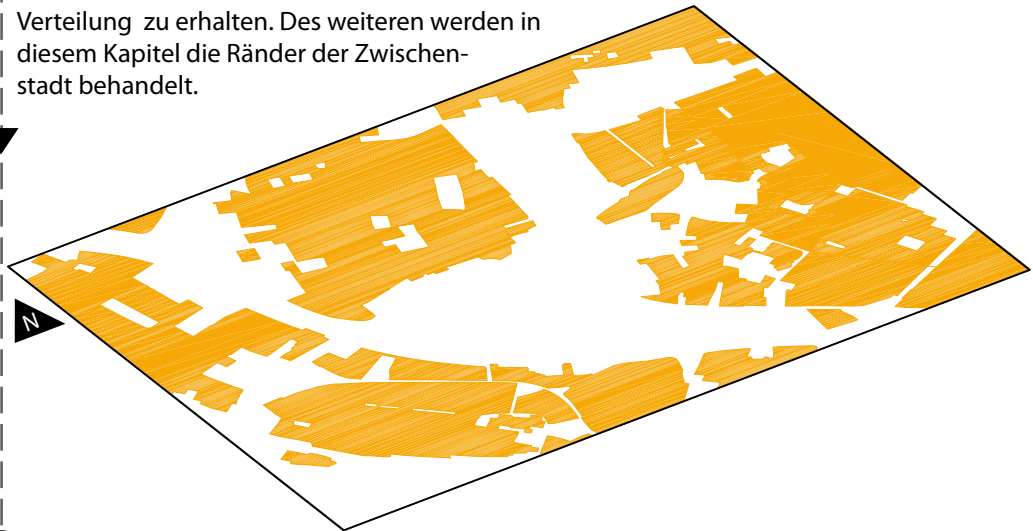 Verteilung  zu erhalten. Des weiteren werden in
diesem Kapitel die Ränder der Zwischen-
stadt behandelt.
N